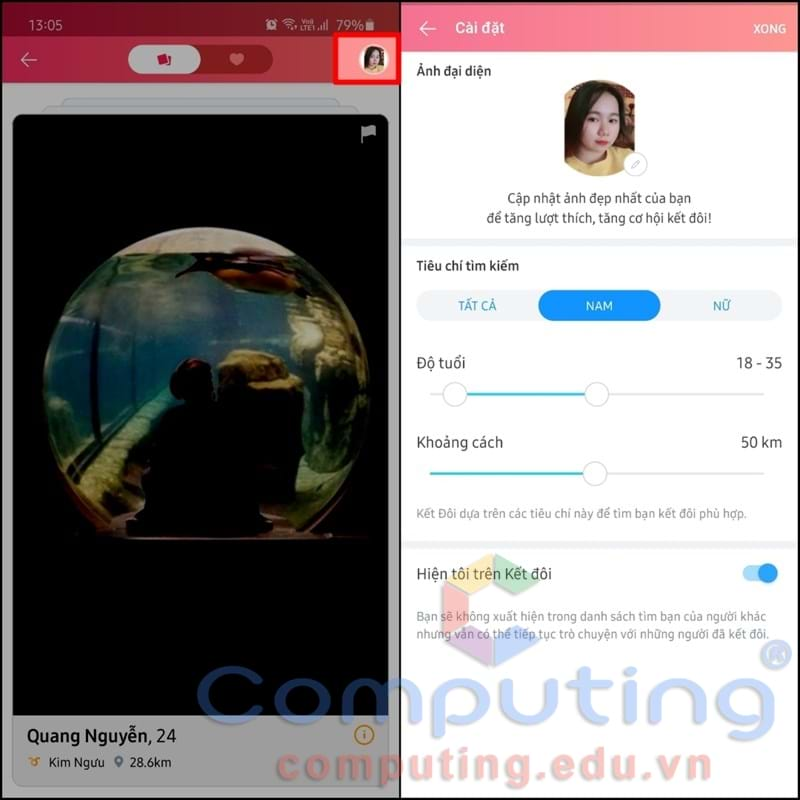 13:05
Vo))
LTE1
79%
Quang Nguyễn, 24
Kim Ngưu
28.6km
Cài đặt
XONG
Ảnh đại diện
Cập nhật ảnh đẹp nhất của bạn
để tăng lượt thích, tăng cơ hội kết đôi!
Tiêu chí tìm kiếm
TẤT CẢ NAM NỮ
Độ tuổi 18 - 35
Khoảng cách 50 km
Kết Đôi dựa trên các tiêu chí này để tìm bạn kết đôi phù hợp.
Hiện tôi trên Kết đôi
Bạn sẽ không xuất hiện trong danh sách tìm bạn của người khác
nhưng vẫn có thể tiếp tục trò chuyện với những người đã kết đôi.
Computing®
computing.edu.vn